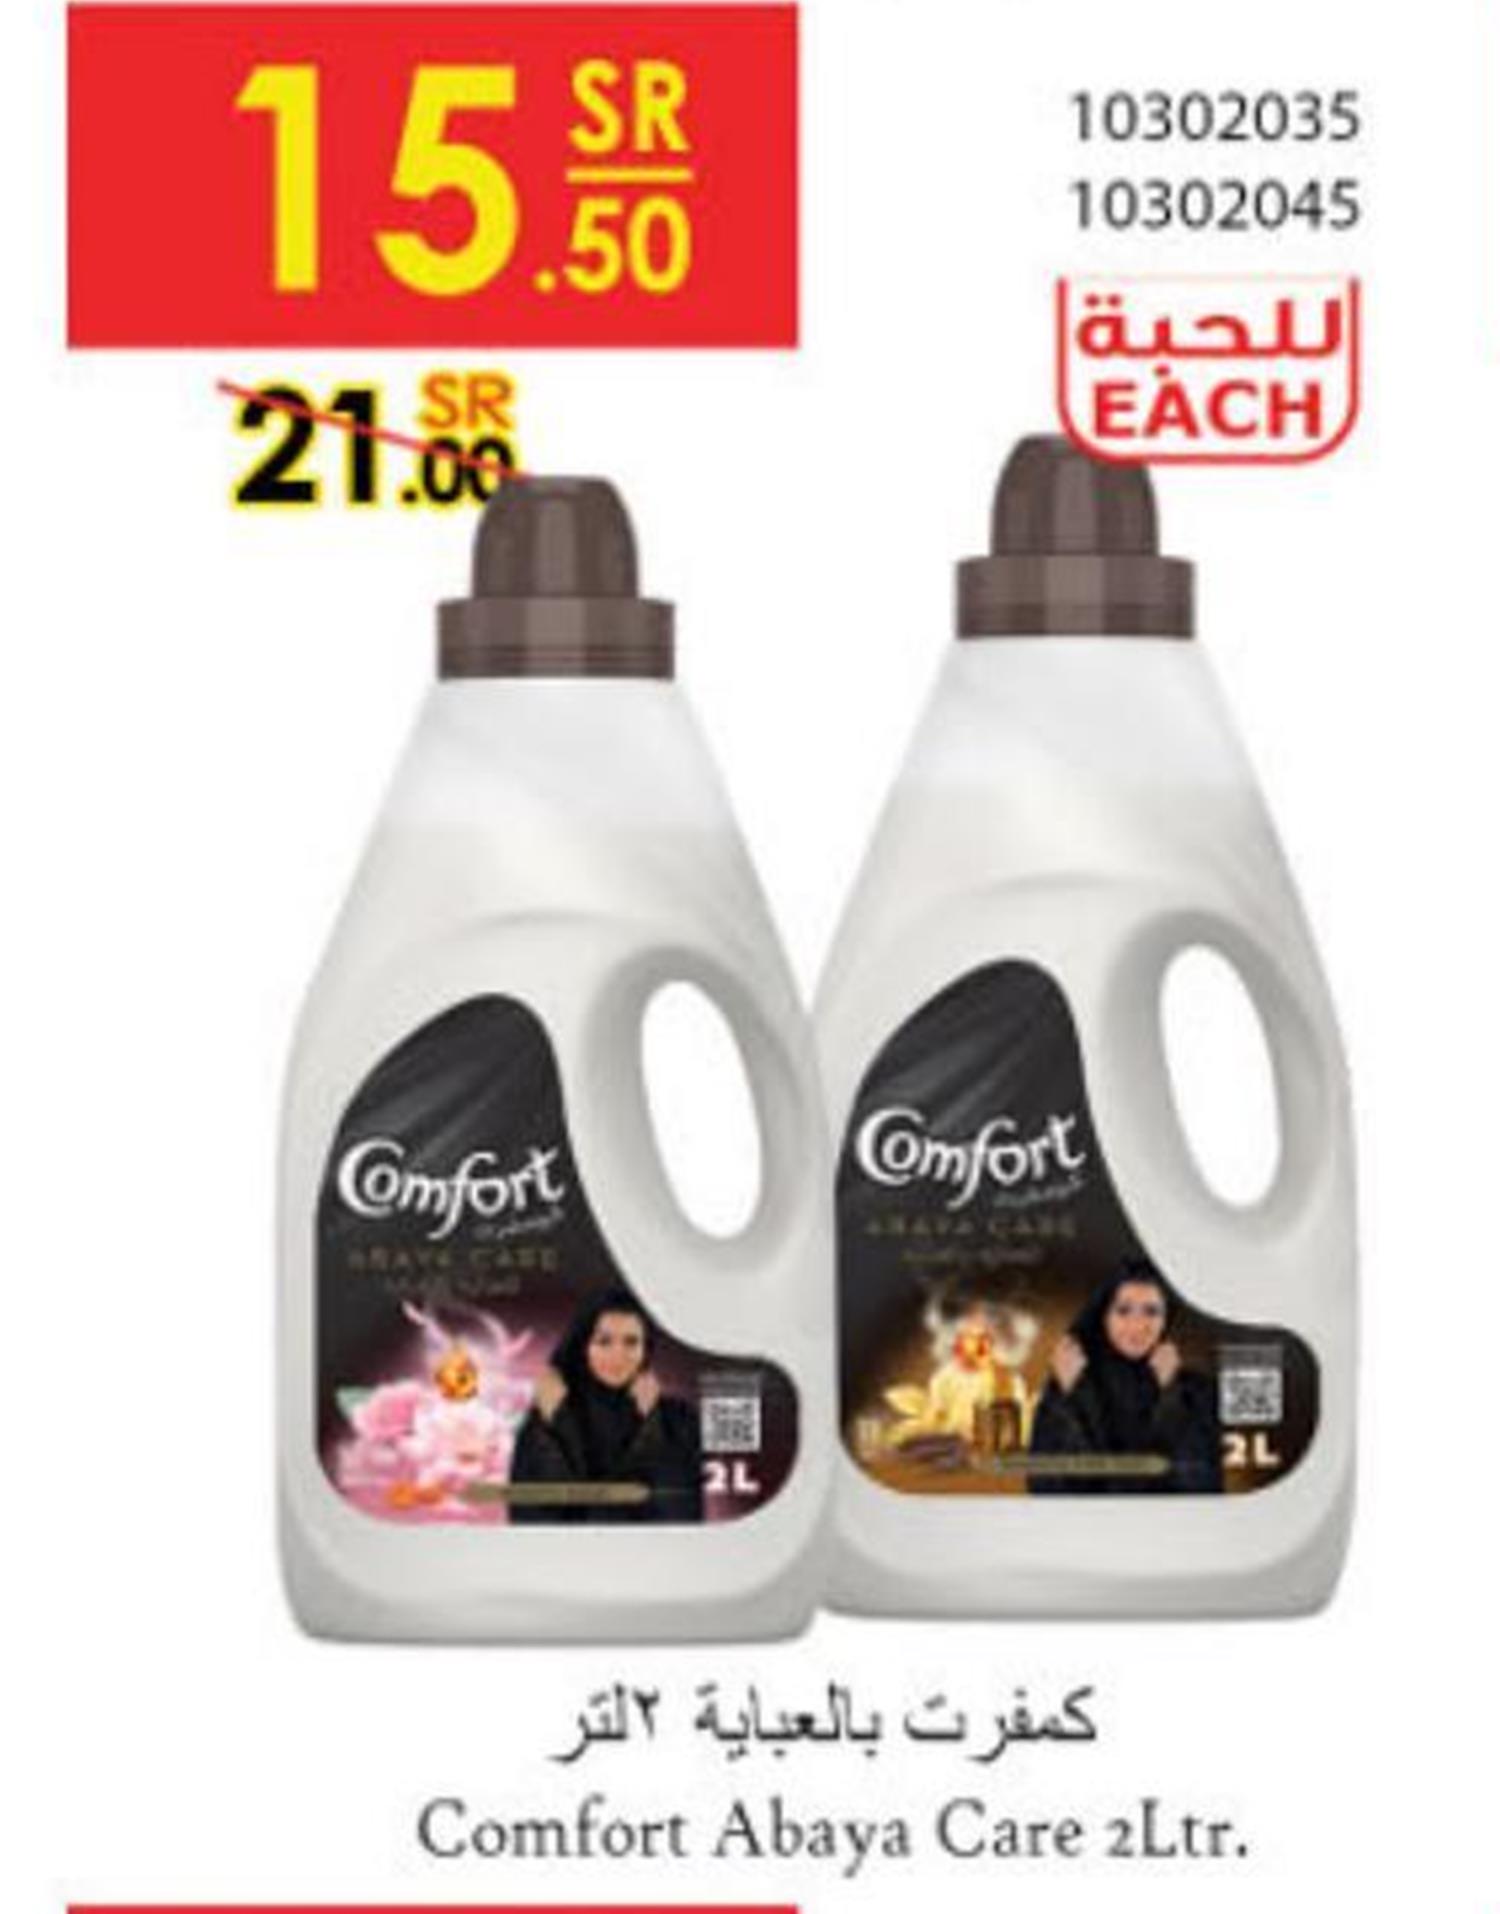 15.50 SR
10302035
10302045
21.00 SR
للحبة
EACH
Comfort
ABAYA CARE
2L
Comfort
ABAYA CARE
2L
كمفرت بالعباية ٢لتر
Comfort Abaya Care 2Ltr.